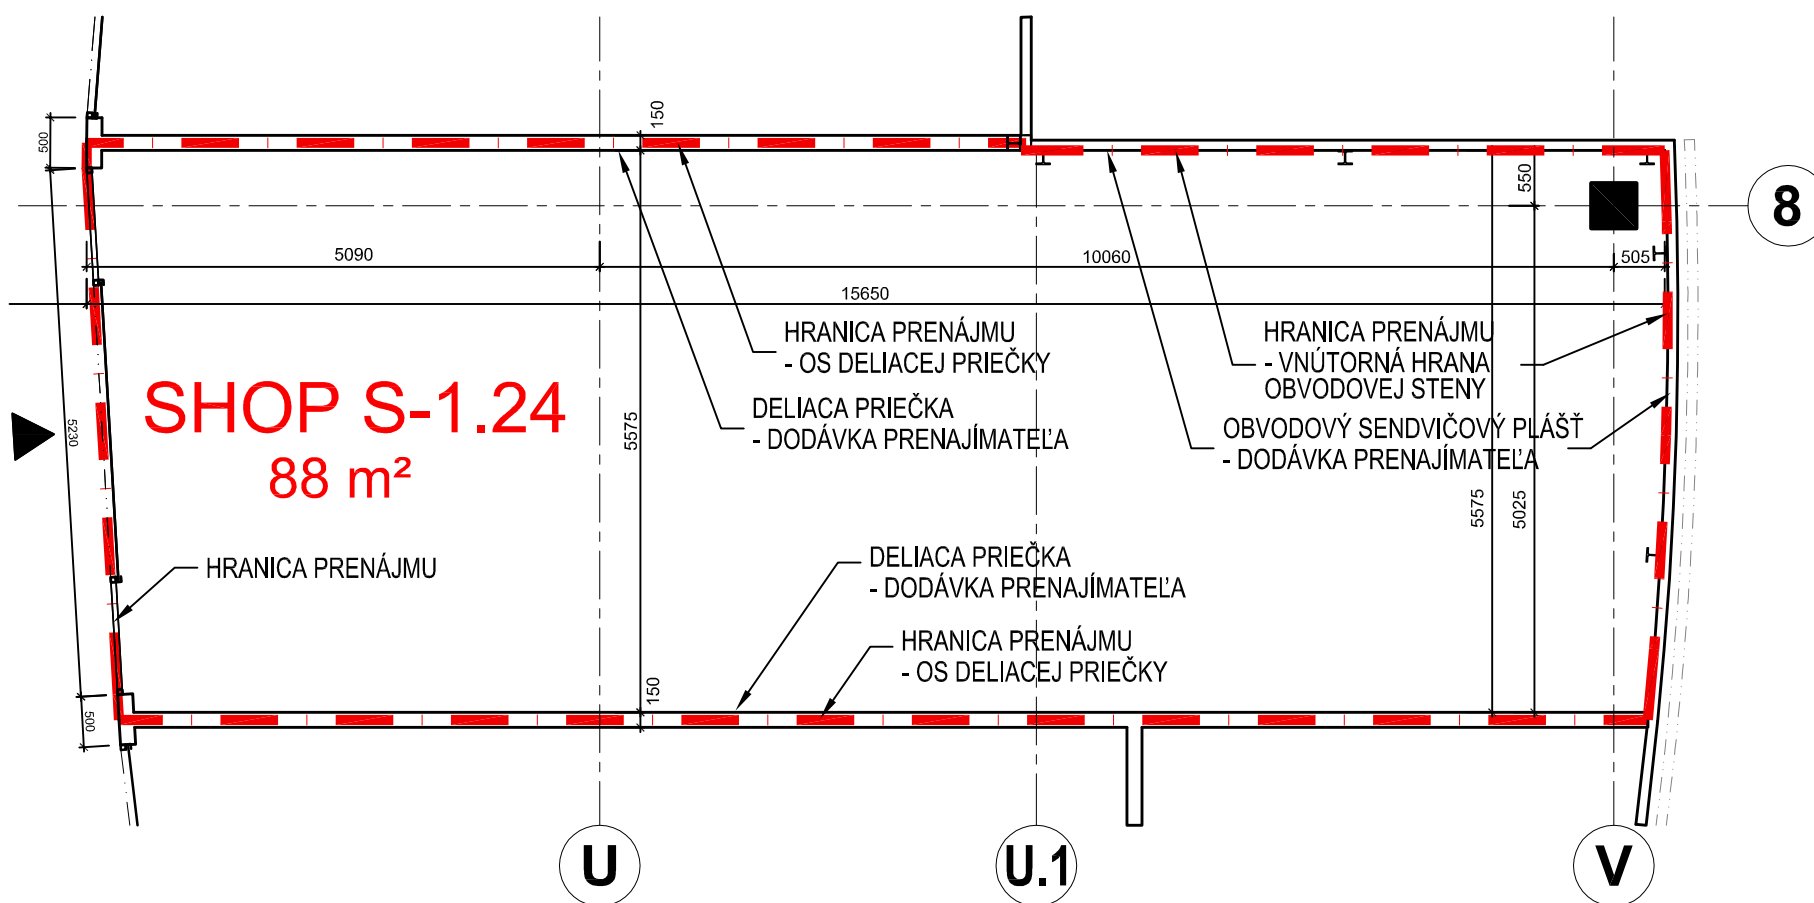 150
500
8
550
5090
10060
505
15650
HRANICA PRENÁJMU
- OS DELIACEJ PRIEČKY
HRANICA PRENÁJMU
- VNÚTORNÁ HRANA
OBVODOVEJ STENY
SHOP S-1.24
88 m²
DELIACA PRIEČKA
- DODÁVKA PRENAJÍMATEĽA
OBVODOVÝ SENDVIČOVÝ PLÁŠŤ
- DODÁVKA PRENAJÍMATEĽA
5230
5575
5575
5025
HRANICA PRENÁJMU
DELIACA PRIEČKA
- DODÁVKA PRENAJÍMATEĽA
HRANICA PRENÁJMU
- OS DELIACEJ PRIEČKY
150
500
U
U.1
V